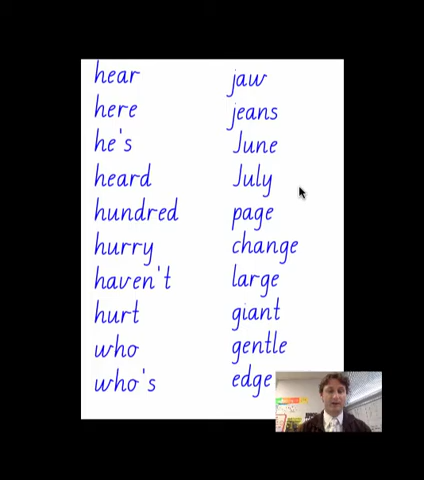 hear
here
he's
heard
hundred
hurry
haven't
hurt
who
who's
jaw
jeans
June
July
page
change
large
giant
gentle
edge